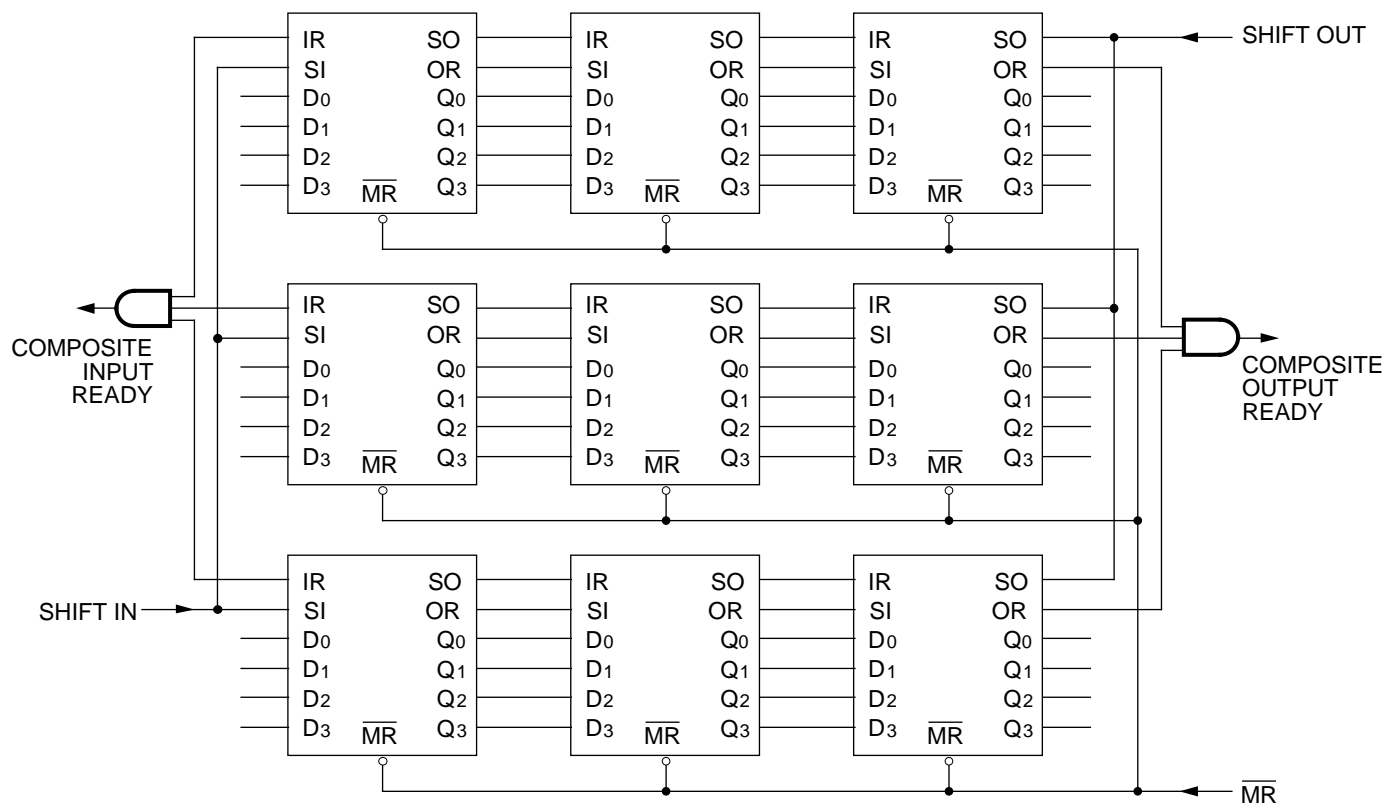 IR SO IR SO IR SO SHIFT OUT
SI OR SI OR SI OR
D0 Q0 D0 Q0 D0 Q0
D1 Q1 D1 Q1 D1 Q1
D2 Q2 D2 Q2 D2 Q2
D3 Q3 D3 Q3 D3 Q3
MR MR MR
IR SO IR SO IR SO
SI OR SI OR SI OR
COMPOSITE
INPUT
READY
D0 Q0 D0 Q0 D0 Q0
D1 Q1 D1 Q1 D1 Q1
D2 Q2 D2 Q2 D2 Q2
D3 Q3 D3 Q3 D3 Q3
MR MR MR
COMPOSITE
OUTPUT
READY
IR SO IR SO IR SO
SHIFT IN SI OR SI OR SI OR
D0 Q0 D0 Q0 D0 Q0
D1 Q1 D1 Q1 D1 Q1
D2 Q2 D2 Q2 D2 Q2
D3 Q3 D3 Q3 D3 Q3
MR MR MR
MR